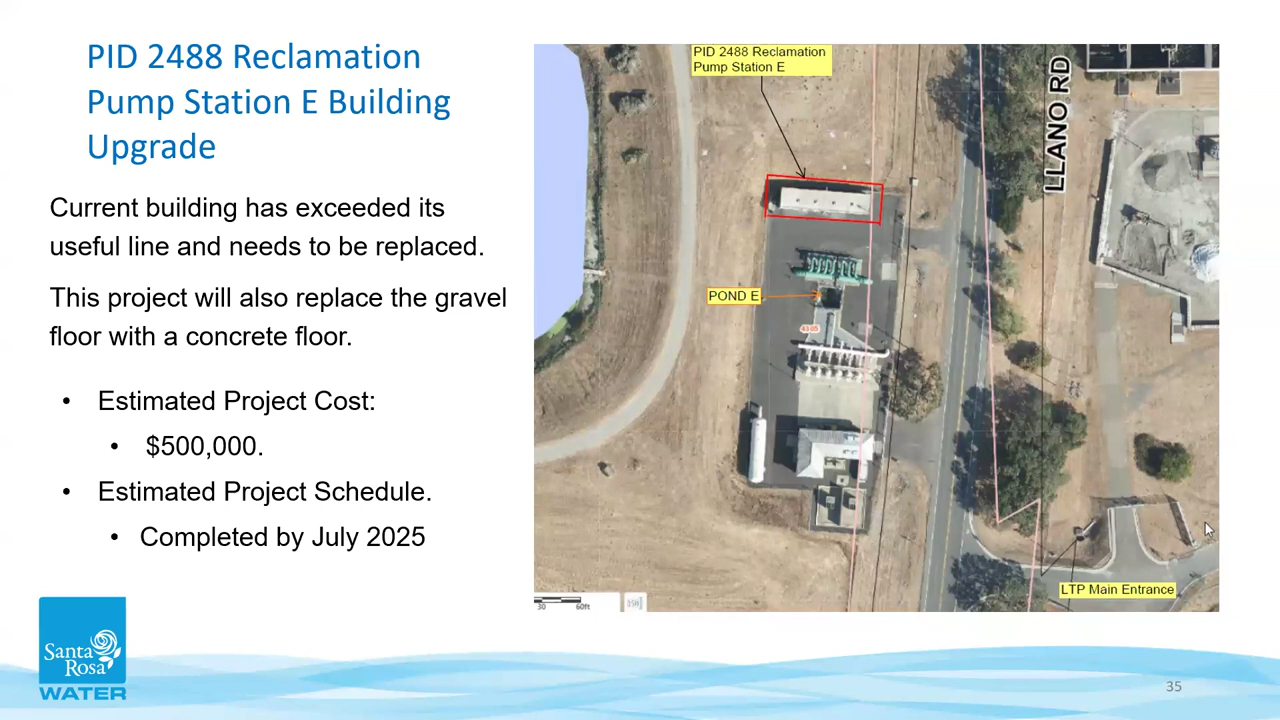 PID 2488 Reclamation
Pump Station E Building
Upgrade
Current building has exceeded its
useful line and needs to be replaced.
This project will also replace the gravel
floor with a concrete floor.
• Estimated Project Cost:
• $500,000.
• Estimated Project Schedule.
• Completed by July 2025
Santa
Rosa
WATER
PID 2488 Reclamation
Pump Station E
LLANO RD
POND E
4305
LTP Main Entrance
30 60ft
35